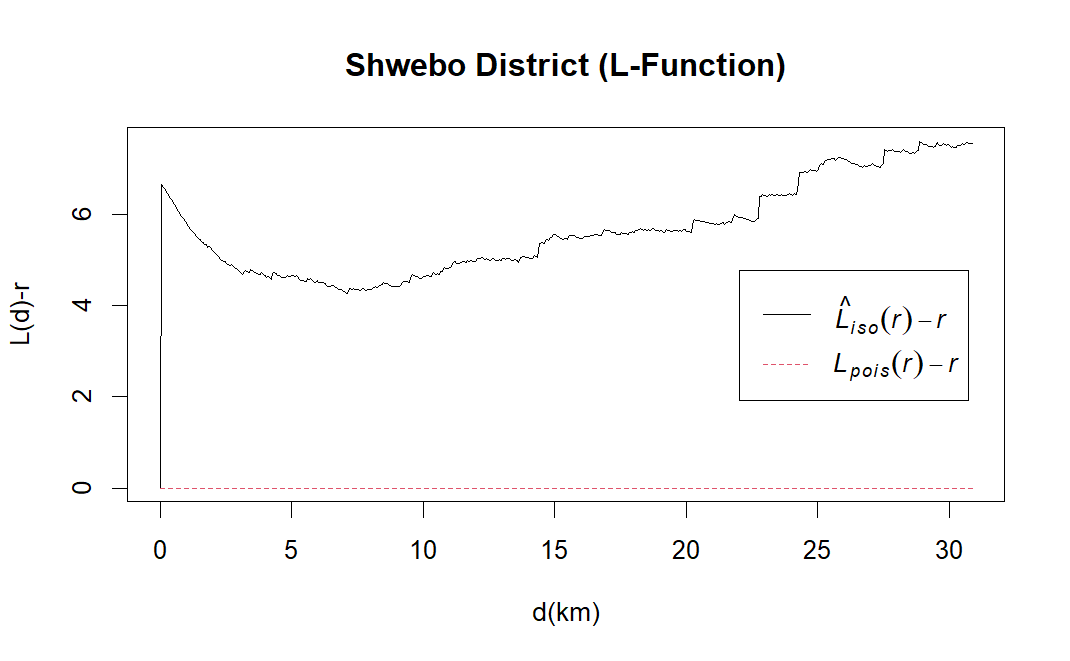 Shwebo District (L-Function)
L(d)-r
6
4
2
0
L̂iso(r) − r
Lpois(r) − r
0 5 10 15 20 25 30
d(km)